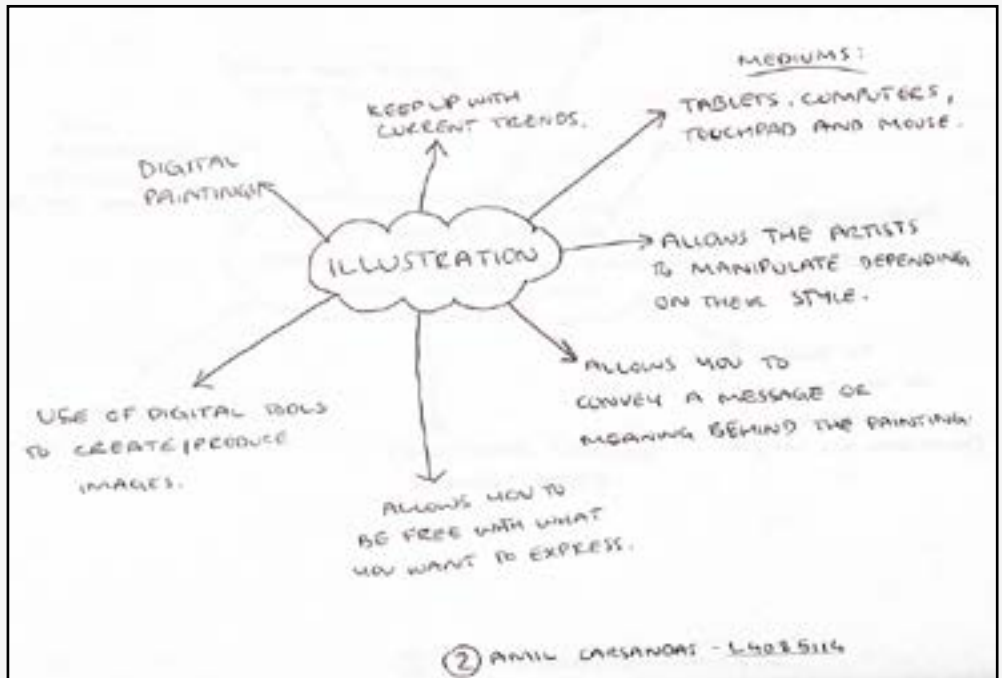 MEDIUMS:
TABLETS, COMPUTERS,
TOUCHPAD AND MOUSE.
KEEP UP WITH
CURRENT TRENDS.
DIGITAL
PAINTING
ILLUSTRATION
ALLOWS THE ARTISTS
TO MANIPULATE DEPENDING
ON THEIR STYLE.
ALLOWS YOU TO
CONVEY A MESSAGE OR
MEANING BEHIND THE PAINTING.
USE OF DIGITAL TOOLS
TO CREATE/PRODUCE
IMAGES.
ALLOWS YOU TO
BE FREE WITH WHAT
YOU WANT TO EXPRESS.
2 CARSANDAS -